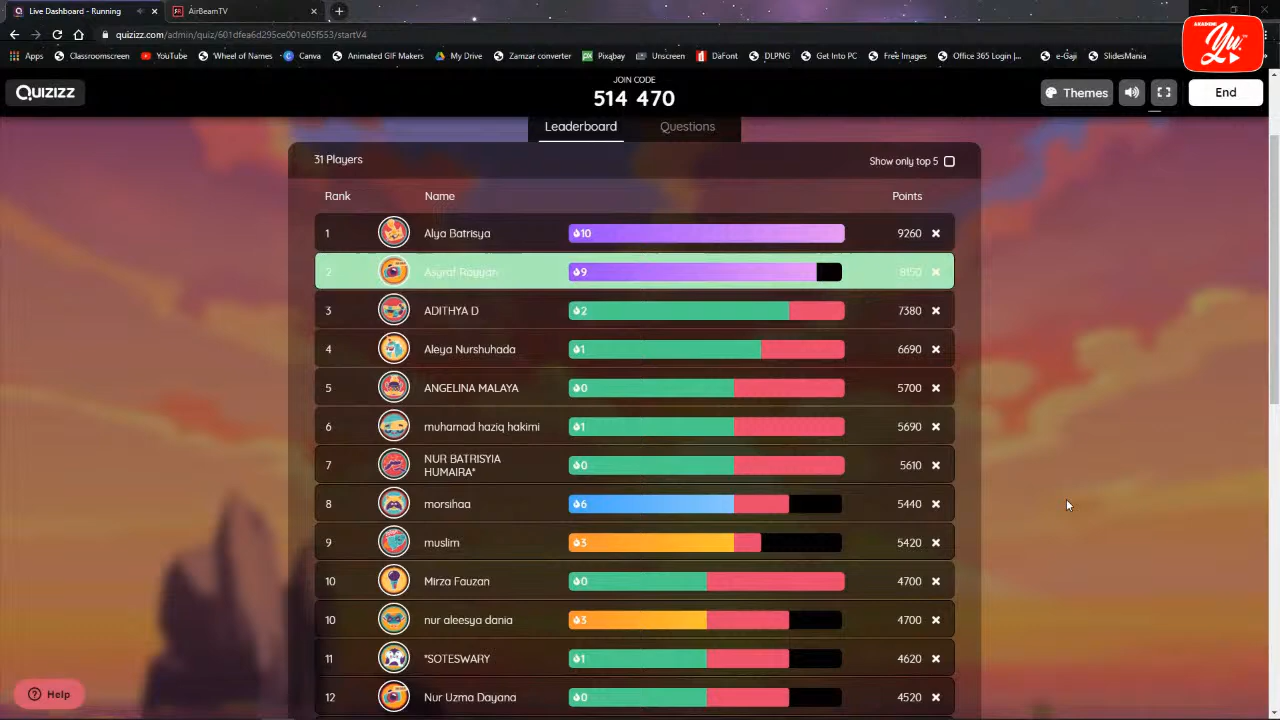 Live Dashboard - Running
AirBeamTV
quizizz.com/admin/quiz/601dfea6d295ce001e05f553/startV4
Apps Classroomscreen YouTube Wheel of Names Canva Animated GIF Makers My Drive Zamzar converter Pixabay Unscreen DaFont DLPNG Get Into PC Free Images Office 365 Login |... e-Gaji SlidesMania
AKADEMI
Yu
QUIZIZZ
JOIN CODE
514 470
Themes
End
Leaderboard Questions
31 Players
Show only top 5
Rank Name Points
1 Alya Batrisya 10 9260
2 Asyraf Rayyan 9 8150
3 ADITHYA D 2 7380
4 Aleya Nurshuhada 1 6690
5 ANGELINA MALAYA 0 5700
6 muhamad haziq hakimi 1 5690
7 NUR BATRISYIA
HUMAIRA* 0 5610
8 morsihaa 6 5440
9 muslim 3 5420
10 Mirza Fauzan 0 4700
10 nur aleesya dania 3 4700
11 *SOTESWARY 1 4620
12 Nur Uzma Dayana 0 4520
Help